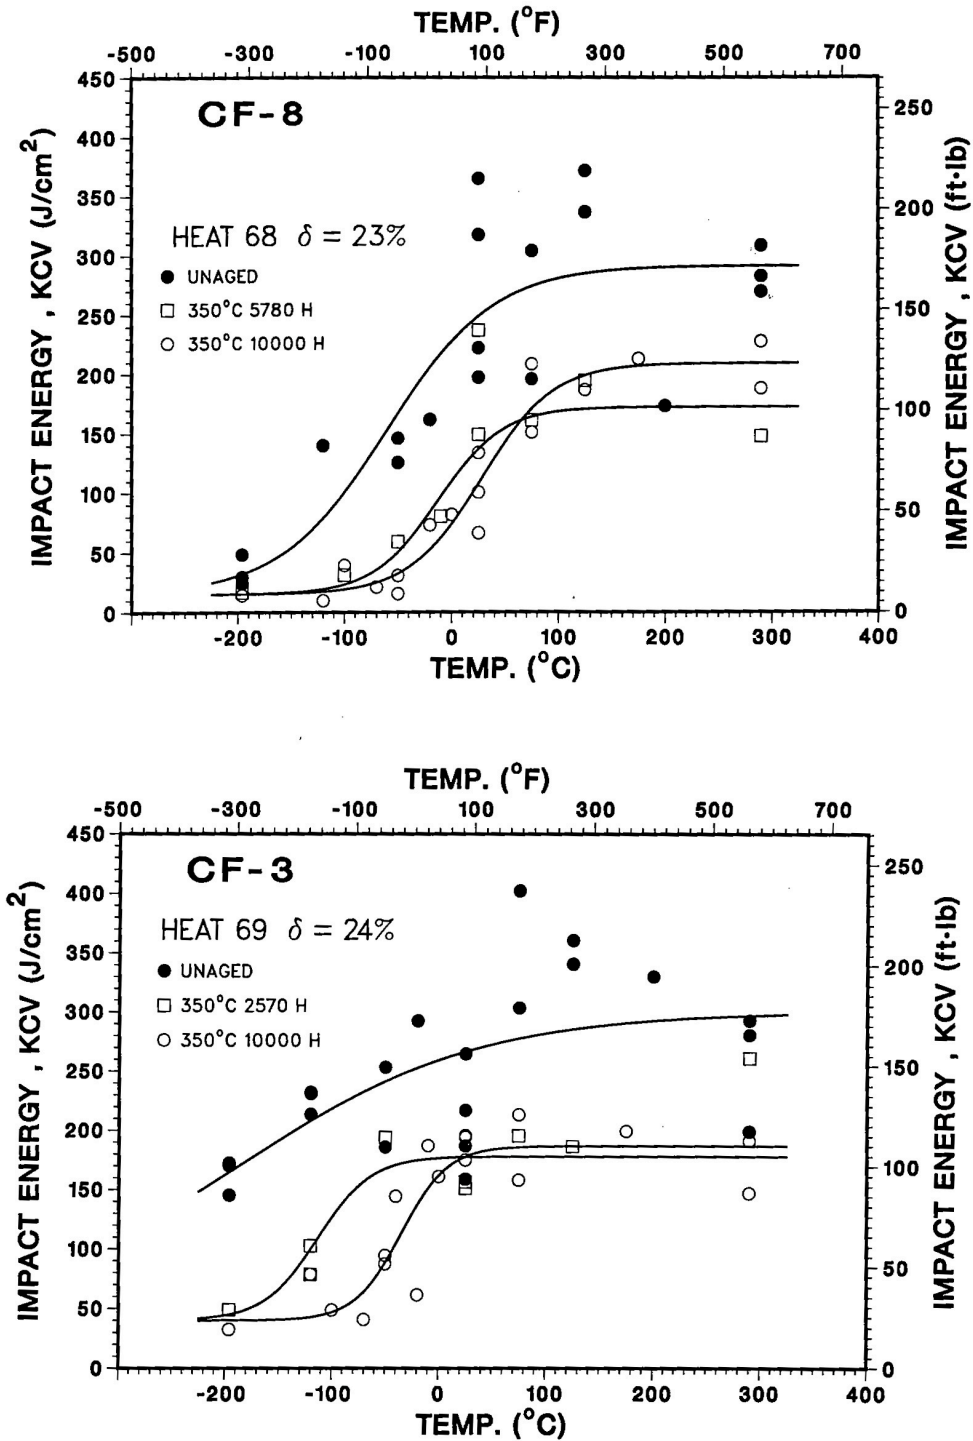 TEMP. (°F)
-500 -300 -100 100 300 500 700
450
400
350
300
250
200
150
100
50
0
IMPACT ENERGY , KCV (J/cm²)
CF-8
HEAT 68 δ = 23%
UNAGED
350°C 5780 H
350°C 10000 H
250
200
150
100
50
0
IMPACT ENERGY, KCV (ft·lb)
-200 -100 0 100 200 300 400
TEMP. (°C)
TEMP. (°F)
-500 -300 -100 100 300 500 700
450
400
350
300
250
200
150
100
50
0
IMPACT ENERGY , KCV (J/cm²)
CF-3
HEAT 69 δ = 24%
UNAGED
350°C 2570 H
350°C 10000 H
250
200
150
100
50
0
IMPACT ENERGY, KCV (ft·lb)
-200 -100 0 100 200 300 400
TEMP. (°C)